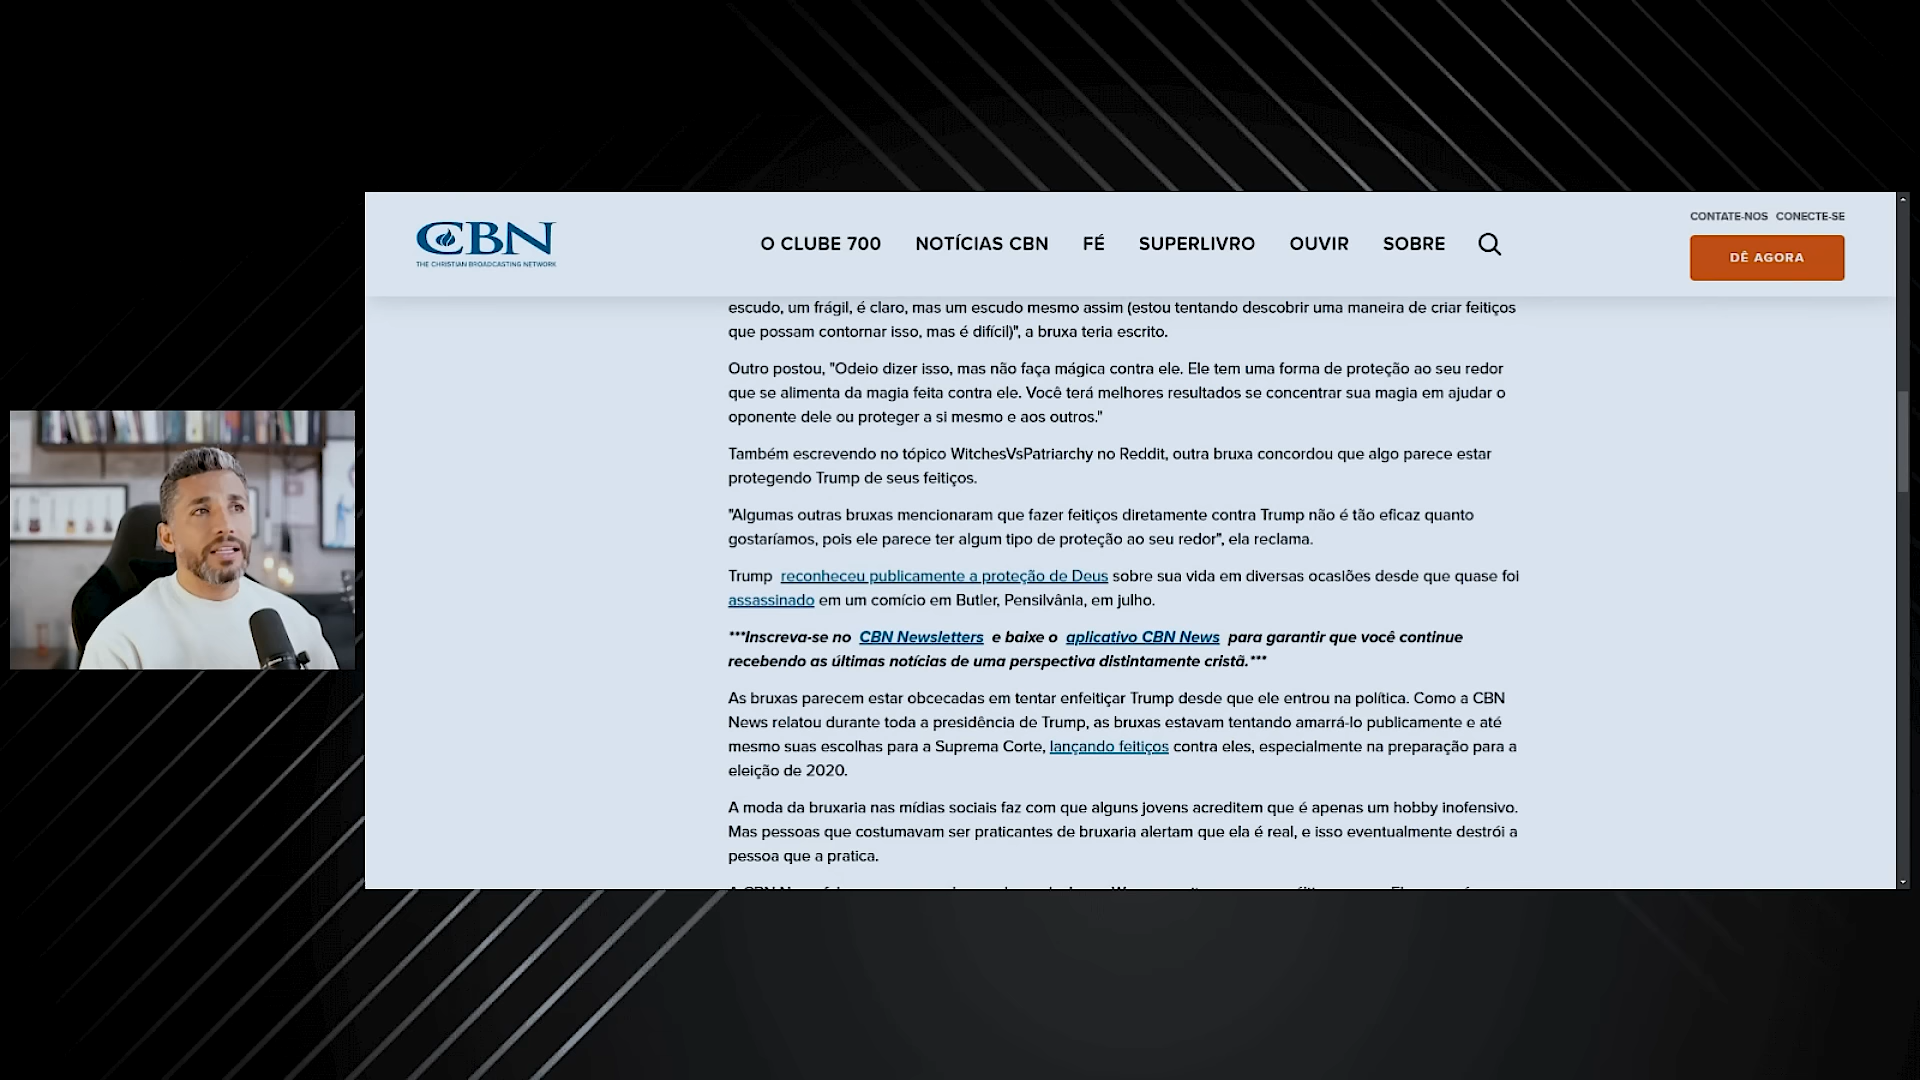 CBN
THE CHRISTIAN BROADCASTING NETWORK
O CLUBE 700 NOTÍCIAS CBN FÉ SUPERLIVRO OUVIR SOBRE
CONTATE-NOS CONECTE-SE
DÊ AGORA
escudo, um frágil, é claro, mas um escudo mesmo assim (estou tentando descobrir uma maneira de criar feitiços
que possam contornar isso, mas é difícil)", a bruxa teria escrito.
Outro postou, "Odeio dizer isso, mas não faça mágica contra ele. Ele tem uma forma de proteção ao seu redor
que se alimenta da magia feita contra ele. Você terá melhores resultados se concentrar sua magia em ajudar o
oponente dele ou proteger a si mesmo e aos outros."
Também escrevendo no tópico WitchesVsPatriarchy no Reddit, outra bruxa concordou que algo parece estar
protegendo Trump de seus feitiços.
"Algumas outras bruxas mencionaram que fazer feitiços diretamente contra Trump não é tão eficaz quanto
gostaríamos, pois ele parece ter algum tipo de proteção ao seu redor", ela reclama.
Trump reconheceu publicamente a proteção de Deus sobre sua vida em diversas ocasiões desde que quase foi
assassinado em um comício em Butler, Pensilvânia, em julho.
***Inscreva-se no CBN Newsletters e baixe o aplicativo CBN News para garantir que você continue
recebendo as últimas notícias de uma perspectiva distintamente cristã.***
As bruxas parecem estar obcecadas em tentar enfeitiçar Trump desde que ele entrou na política. Como a CBN
News relatou durante toda a presidência de Trump, as bruxas estavam tentando amarrá-lo publicamente e até
mesmo suas escolhas para a Suprema Corte, lançando feitiços contra eles, especialmente na preparação para a
eleição de 2020.
A moda da bruxaria nas mídias sociais faz com que alguns jovens acreditem que é apenas um hobby inofensivo.
Mas pessoas que costumavam ser praticantes de bruxaria alertam que ela é real, e isso eventualmente destrói a
pessoa que a pratica.